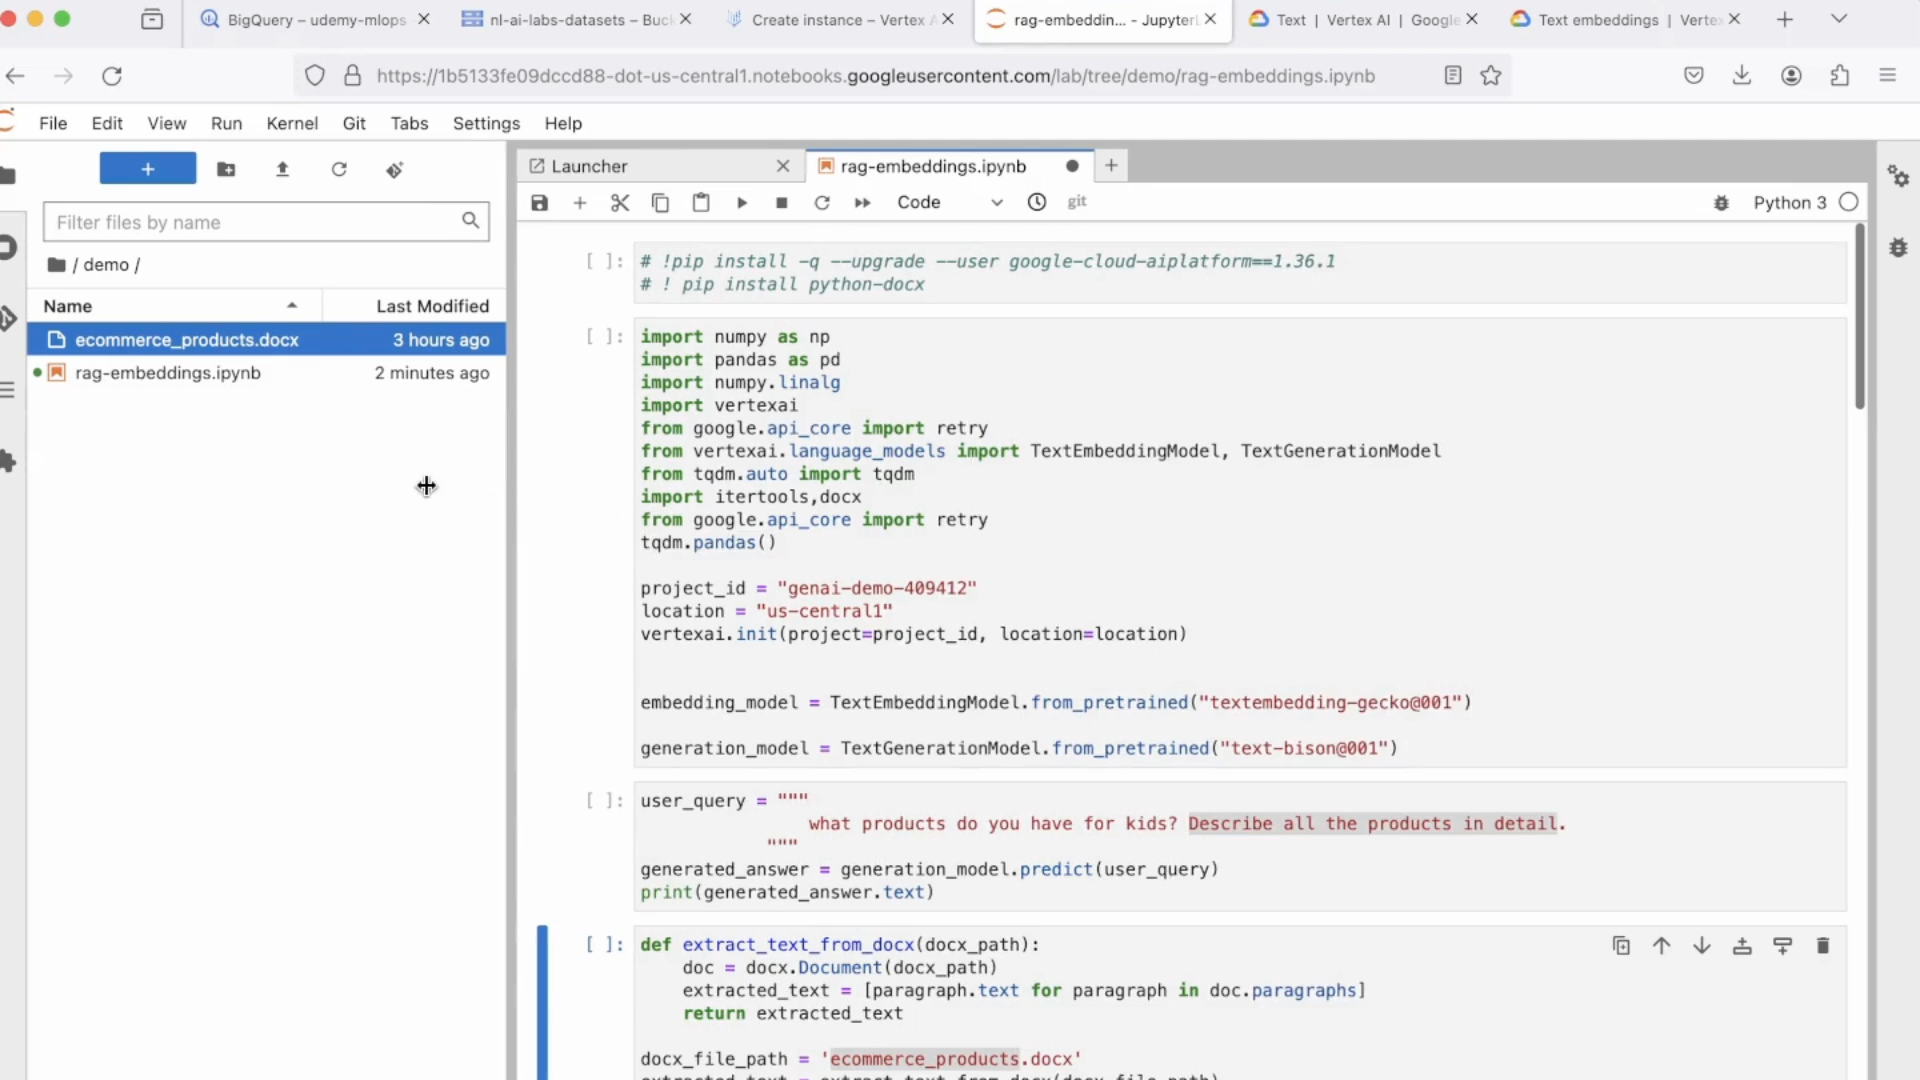 BigQuery – udemy-mlops
nl-ai-labs-datasets – Buck
Create instance – Vertex A
rag-embeddin... - JupyterL
Text | Vertex AI | Google
Text embeddings | Vertex
https://1b5133fe09dccd88-dot-us-central1.notebooks.googleusercontent.com/lab/tree/demo/rag-embeddings.ipynb
File Edit View Run Kernel Git Tabs Settings Help
Launcher
rag-embeddings.ipynb
Code
git
Python 3
Filter files by name
/ demo /
Name Last Modified
ecommerce_products.docx 3 hours ago
rag-embeddings.ipynb 2 minutes ago
[ ]: # !pip install -q --upgrade --user google-cloud-aiplatform==1.36.1
# ! pip install python-docx
[ ]: import numpy as np
import pandas as pd
import numpy.linalg
import vertexai
from google.api_core import retry
from vertexai.language_models import TextEmbeddingModel, TextGenerationModel
from tqdm.auto import tqdm
import itertools,docx
from google.api_core import retry
tqdm.pandas()
project_id = "genai-demo-409412"
location = "us-central1"
vertexai.init(project=project_id, location=location)
embedding_model = TextEmbeddingModel.from_pretrained("textembedding-gecko@001")
generation_model = TextGenerationModel.from_pretrained("text-bison@001")
[ ]: user_query = """
what products do you have for kids? Describe all the products in detail.
"""
generated_answer = generation_model.predict(user_query)
print(generated_answer.text)
[ ]: def extract_text_from_docx(docx_path):
doc = docx.Document(docx_path)
extracted_text = [paragraph.text for paragraph in doc.paragraphs]
return extracted_text
docx_file_path = 'ecommerce_products.docx'
extracted_text = extract_text_from_docx(docx_file_path)